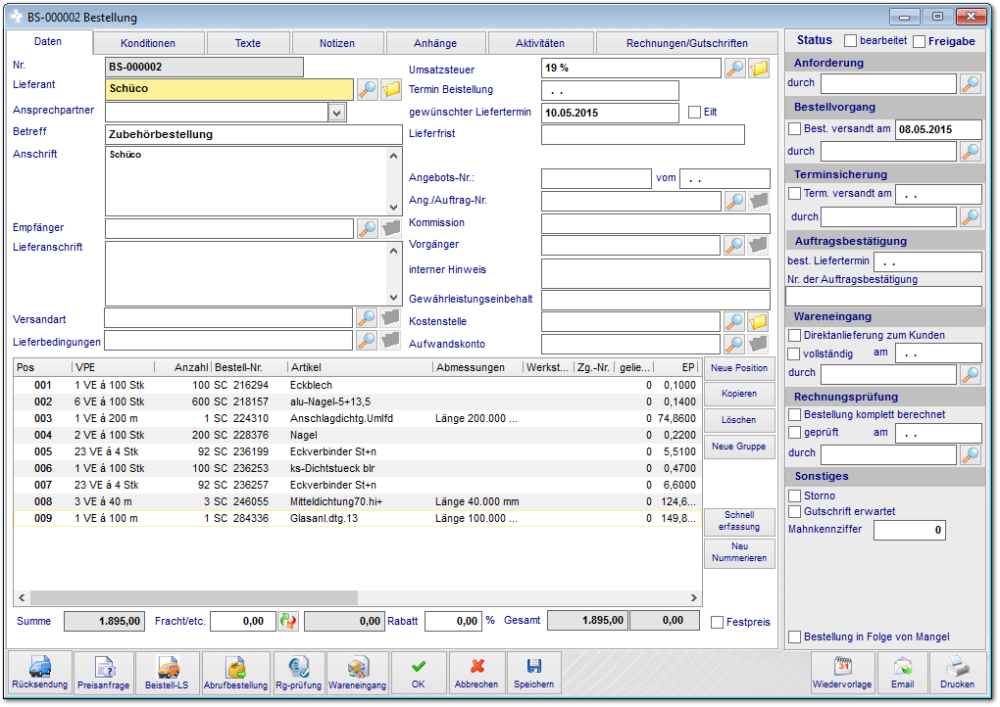 BS-000002 Bestellung
Daten Konditionen Texte Notizen Anhänge Aktivitäten Rechnungen/Gutschriften
Nr. BS-000002
Lieferant Schüco
Ansprechpartner
Betreff Zubehörbestellung
Anschrift Schüco
Empfänger
Lieferanschrift
Versandart
Lieferbedingungen
Umsatzsteuer 19 %
Termin Beistellung . .
gewünschter Liefertermin 10.05.2015 Eilt
Lieferfrist
Angebots-Nr.: vom . .
Ang./Auftrag-Nr.
Kommission
Vorgänger
interner Hinweis
Gewährleistungseinbehalt
Kostenstelle
Aufwandskonto
Pos VPE Anzahl Bestell-Nr. Artikel Abmessungen Werkst... Zg.-Nr. gelie... EP
001 1 VE á 100 Stk 100 SC 216294 Eckblech 0 0,1000
002 6 VE á 100 Stk 600 SC 218157 alu-Nagel-5+13,5 0 0,1400
003 1 VE á 200 m 1 SC 224310 Anschlagdichtg.Umlfd Länge 200.000 ... 0 74,8600
004 2 VE á 100 Stk 200 SC 228376 Nagel 0 0,2200
005 23 VE á 4 Stk 92 SC 236199 Eckverbinder St+n 0 5,5100
006 1 VE á 100 Stk 100 SC 236253 ks-Dichtstueck blr 0 0,4700
007 23 VE á 4 Stk 92 SC 236257 Eckverbinder St+n 0 6,6000
008 3 VE á 40 m 3 SC 246055 Mitteldichtung70.hi+ Länge 40.000 mm 0 124,6...
009 1 VE á 100 m 1 SC 284336 Glasanl.dtg.13 Länge 100.000 ... 0 149,8...
Neue Position
Kopieren
Löschen
Neue Gruppe
Schnell
erfassung
Neu
Nummerieren
Summe 1.895,00 Fracht/etc. 0,00 0,00 Rabatt 0,00 % Gesamt 1.895,00 0,00 Festpreis
Status bearbeitet Freigabe
Anforderung
durch
Bestellvorgang
Best. versandt am 08.05.2015
durch
Terminsicherung
Term. versandt am . .
durch
Auftragsbestätigung
best. Liefertermin . .
Nr. der Auftragsbestätigung
Wareneingang
Direktanlieferung zum Kunden
vollständig am . .
durch
Rechnungsprüfung
Bestellung komplett berechnet
geprüft am . .
durch
Sonstiges
Storno
Gutschrift erwartet
Mahnkennziffer 0
Bestellung in Folge von Mangel
Rücksendung Preisanfrage Beistell-LS Abrufbestellung Rg-prüfung Wareneingang OK Abbrechen Speichern 31 Wiedervorlage Email Drucken